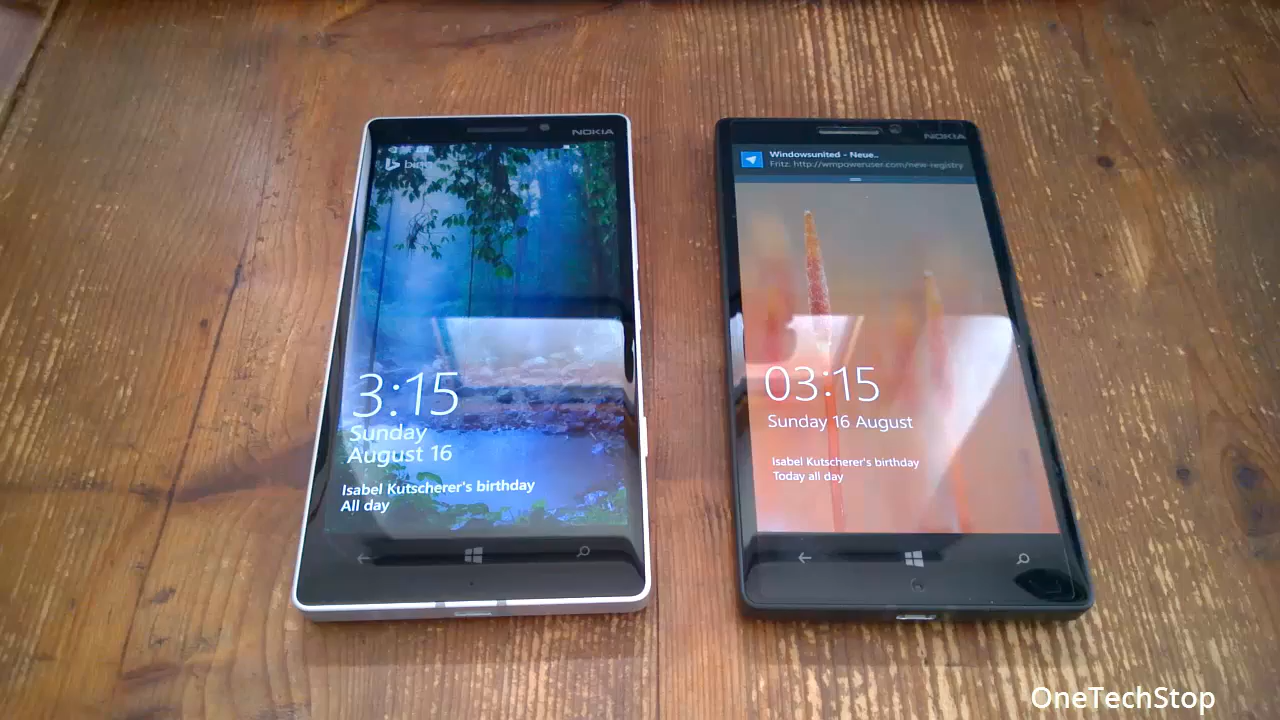 NOKIA
bing
3:15
Sunday
August 16
Isabel Kutscherer's birthday
All day
NOKIA
Windowsunited - Neue..
Fritz: http://wmpoweruser.com/new-registry
03:15
Sunday 16 August
Isabel Kutscherer's birthday
Today all day
OneTechStop